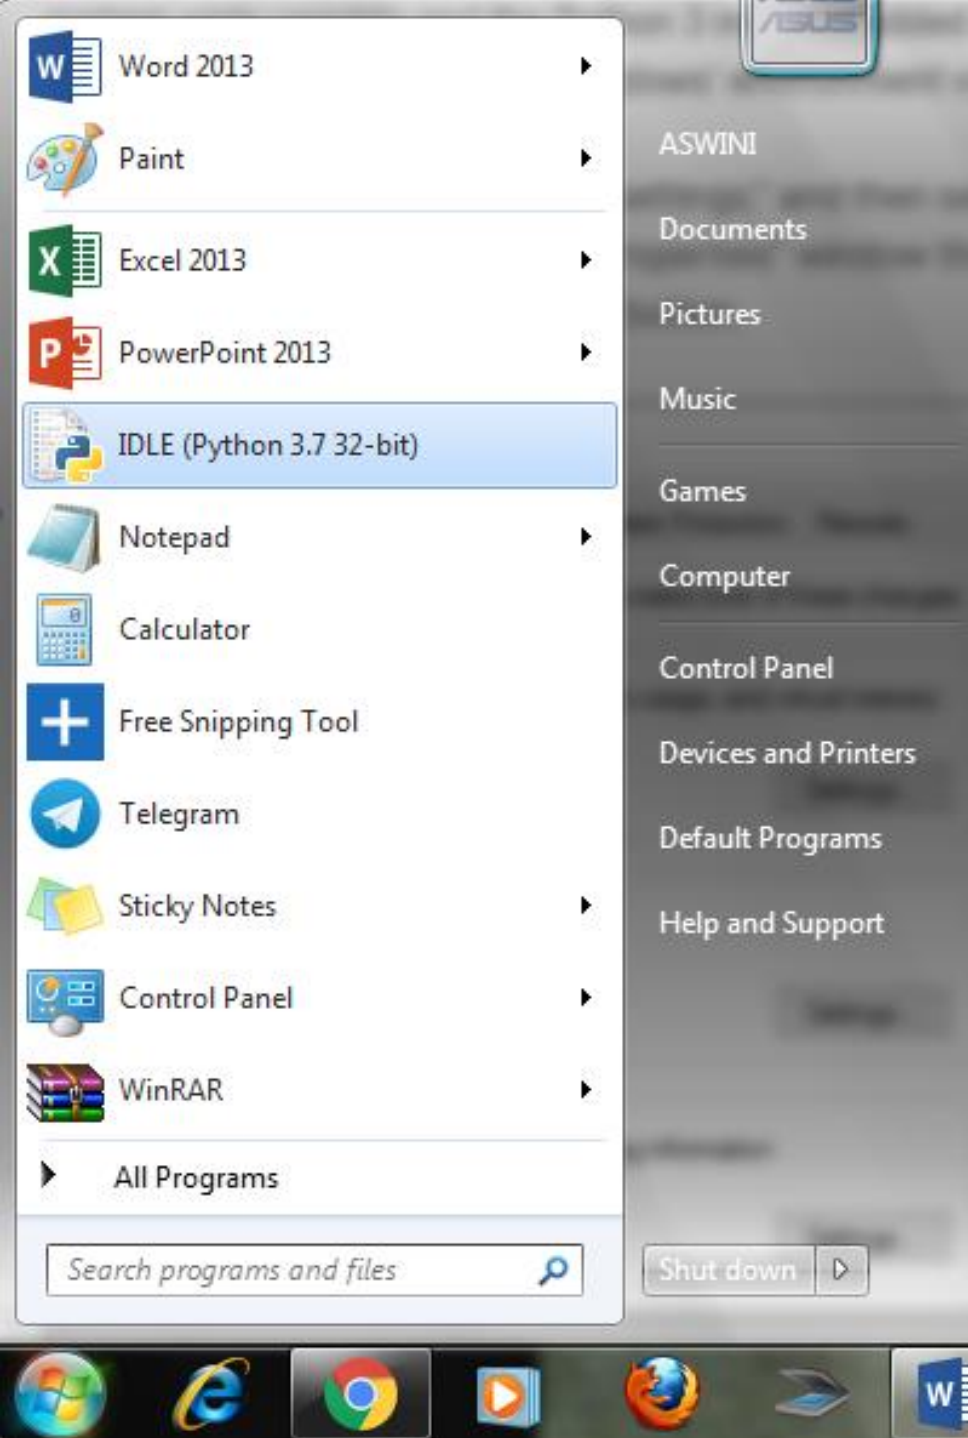 Word 2013
Paint
Excel 2013
PowerPoint 2013
IDLE (Python 3.7 32-bit)
Notepad
Calculator
Free Snipping Tool
Telegram
Sticky Notes
Control Panel
WinRAR
All Programs
Search programs and files
ASUS
ASWINI
Documents
Pictures
Music
Games
Computer
Control Panel
Devices and Printers
Default Programs
Help and Support
Shut down